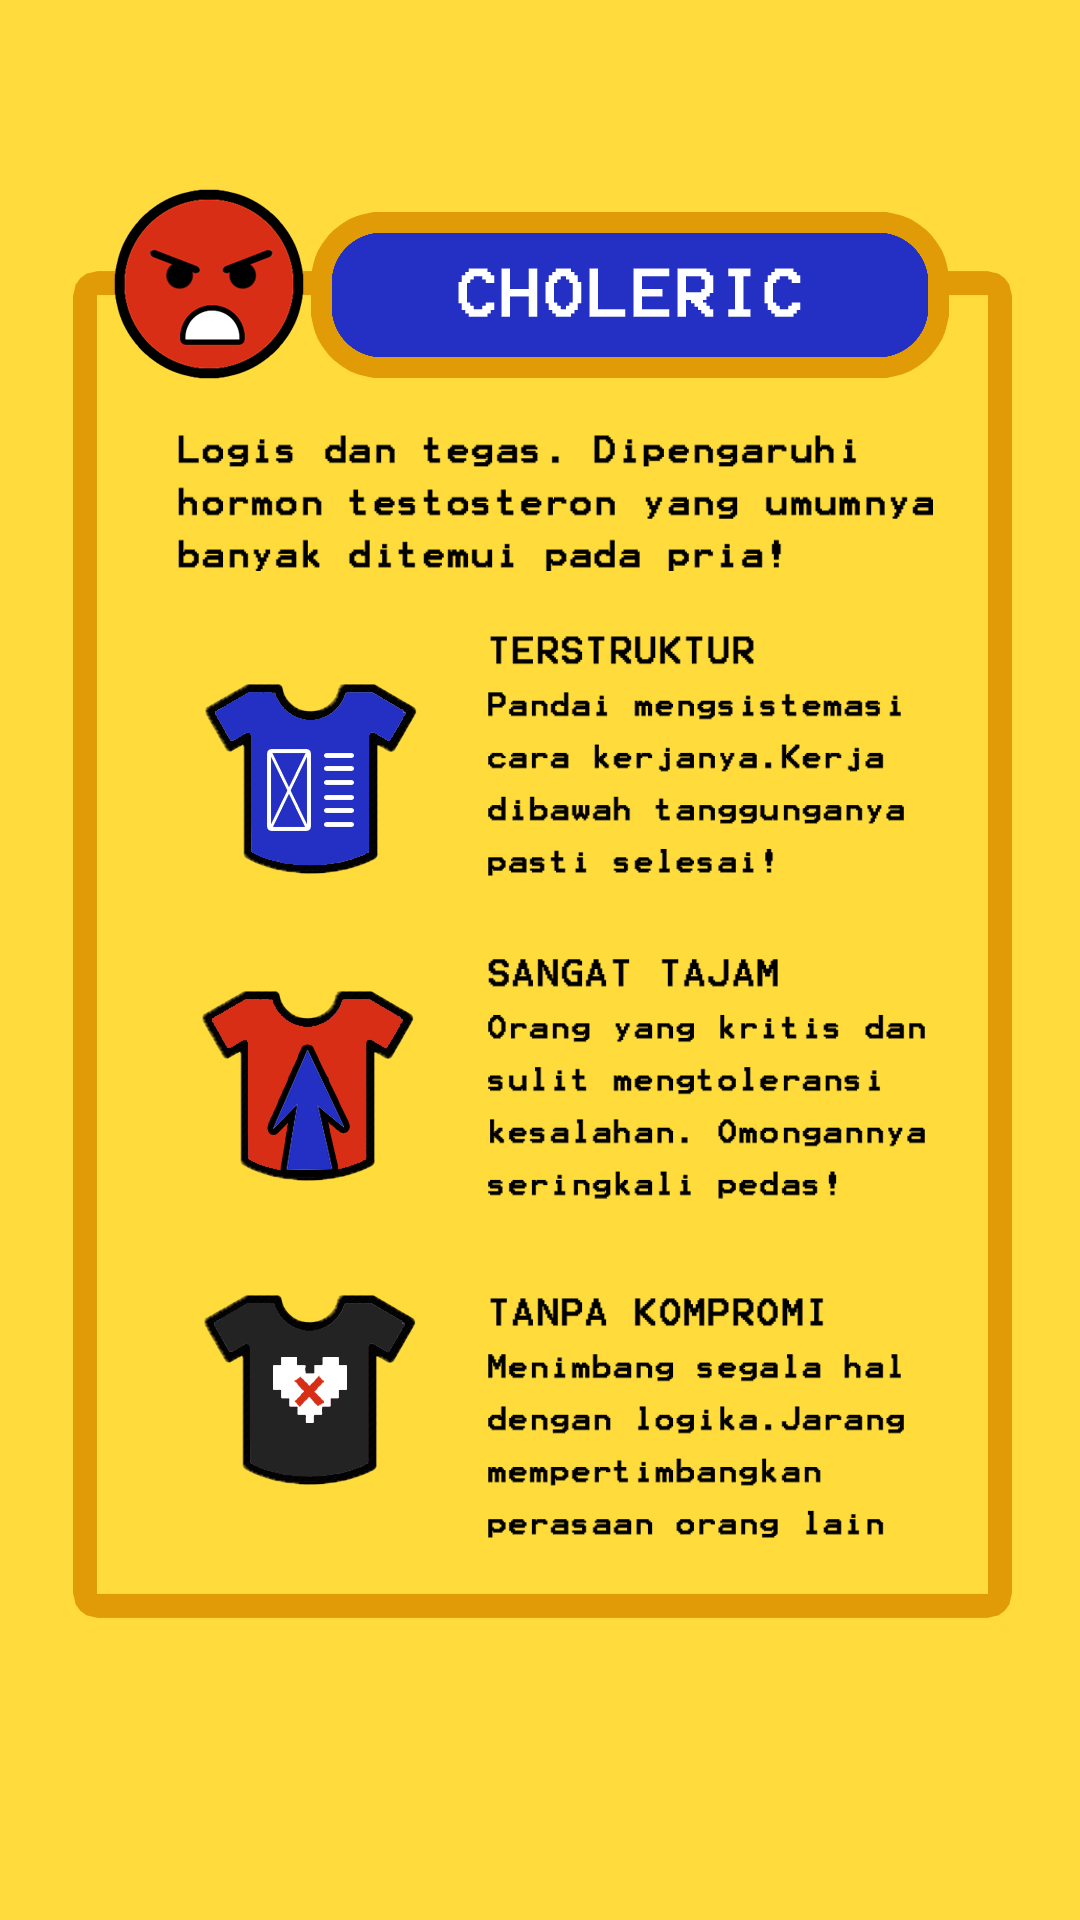 CHOLERIC
Logis dan tegas. Dipengaruhi
hormon testosteron yang umumnya
banyak ditemui pada pria!
TERSTRUKTUR
Pandai mengsistemasi
cara kerjanya.Kerja
dibawah tanggunganya
pasti selesai!
SANGAT TAJAM
Orang yang kritis dan
sulit mengtoleransi
kesalahan. Omongannya
seringkali pedas!
TANPA KOMPROMI
Menimbang segala hal
dengan logika.Jarang
mempertimbangkan
perasaan orang lain